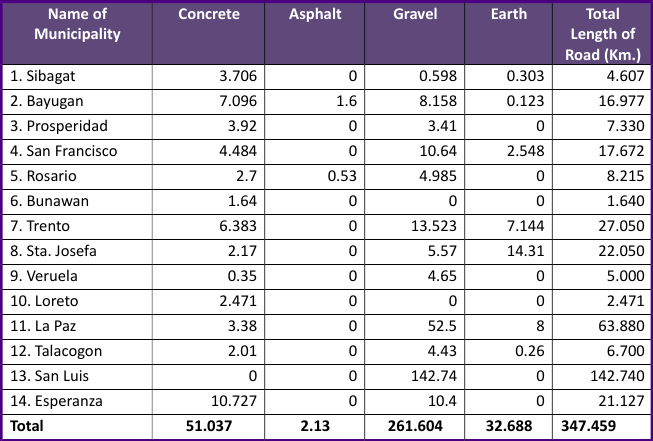 Name of Municipality Concrete Asphalt Gravel Earth Total Length of Road (Km.)
1. Sibagat 3.706 0 0.598 0.303 4.607
2. Bayugan 7.096 1.6 8.158 0.123 16.977
3. Prosperidad 3.92 0 3.41 0 7.330
4. San Francisco 4.484 0 10.64 2.548 17.672
5. Rosario 2.7 0.53 4.985 0 8.215
6. Bunawan 1.64 0 0 0 1.640
7. Trento 6.383 0 13.523 7.144 27.050
8. Sta. Josefa 2.17 0 5.57 14.31 22.050
9. Veruela 0.35 0 4.65 0 5.000
10. Loreto 2.471 0 0 0 2.471
11. La Paz 3.38 0 52.5 8 63.880
12. Talacogon 2.01 0 4.43 0.26 6.700
13. San Luis 0 0 142.74 0 142.740
14. Esperanza 10.727 0 10.4 0 21.127
Total 51.037 2.13 261.604 32.688 347.459